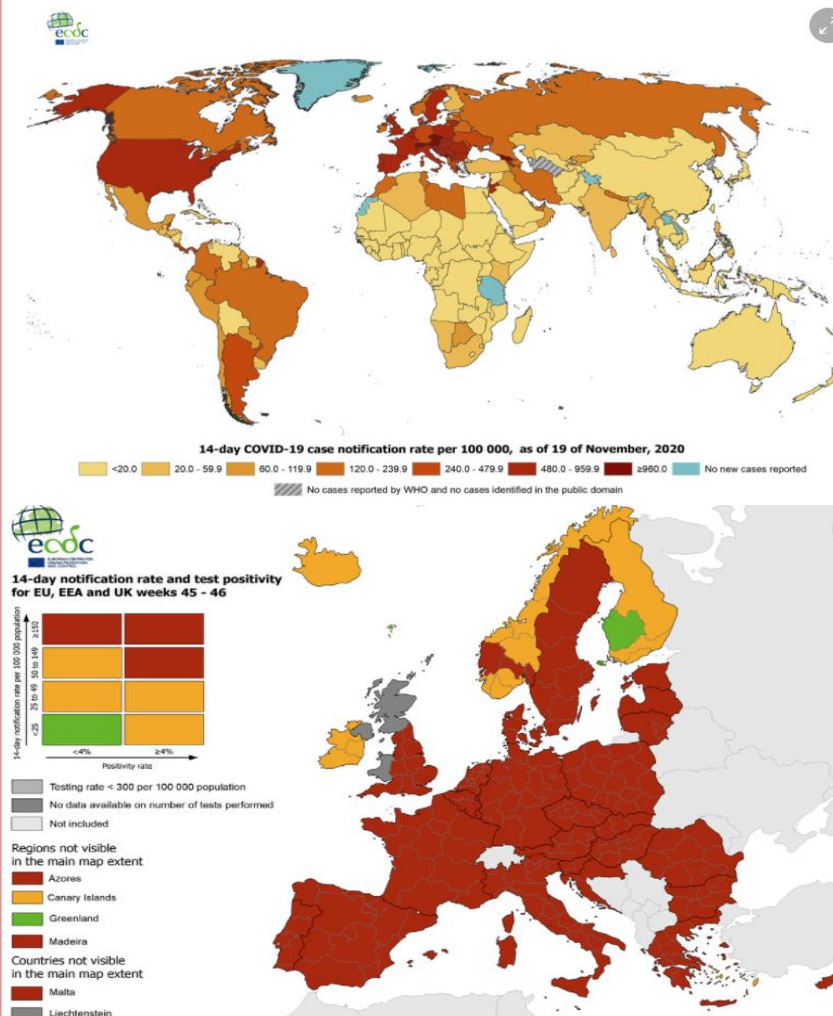 ecdc
14-day COVID-19 case notification rate per 100 000, as of 19 of November, 2020
<20.0 20.0 - 59.9 60.0 - 119.9 120.0 - 239.9 240.0 - 479.9 480.0 - 959.9 ≥960.0 No new cases reported
No cases reported by WHO and no cases identified in the public domain
ecdc
14-day notification rate and test positivity
for EU, EEA and UK weeks 45 - 46
14-day notification rate per 100 000 population
≥150
50 to 149
25 to 49
<25
<4% ≥4%
Positivity rate
Testing rate < 300 per 100 000 population
No data available on number of tests performed
Not included
Regions not visible
in the main map extent
Azores
Canary Islands
Greenland
Madeira
Countries not visible
in the main map extent
Malta
Liechtenstein